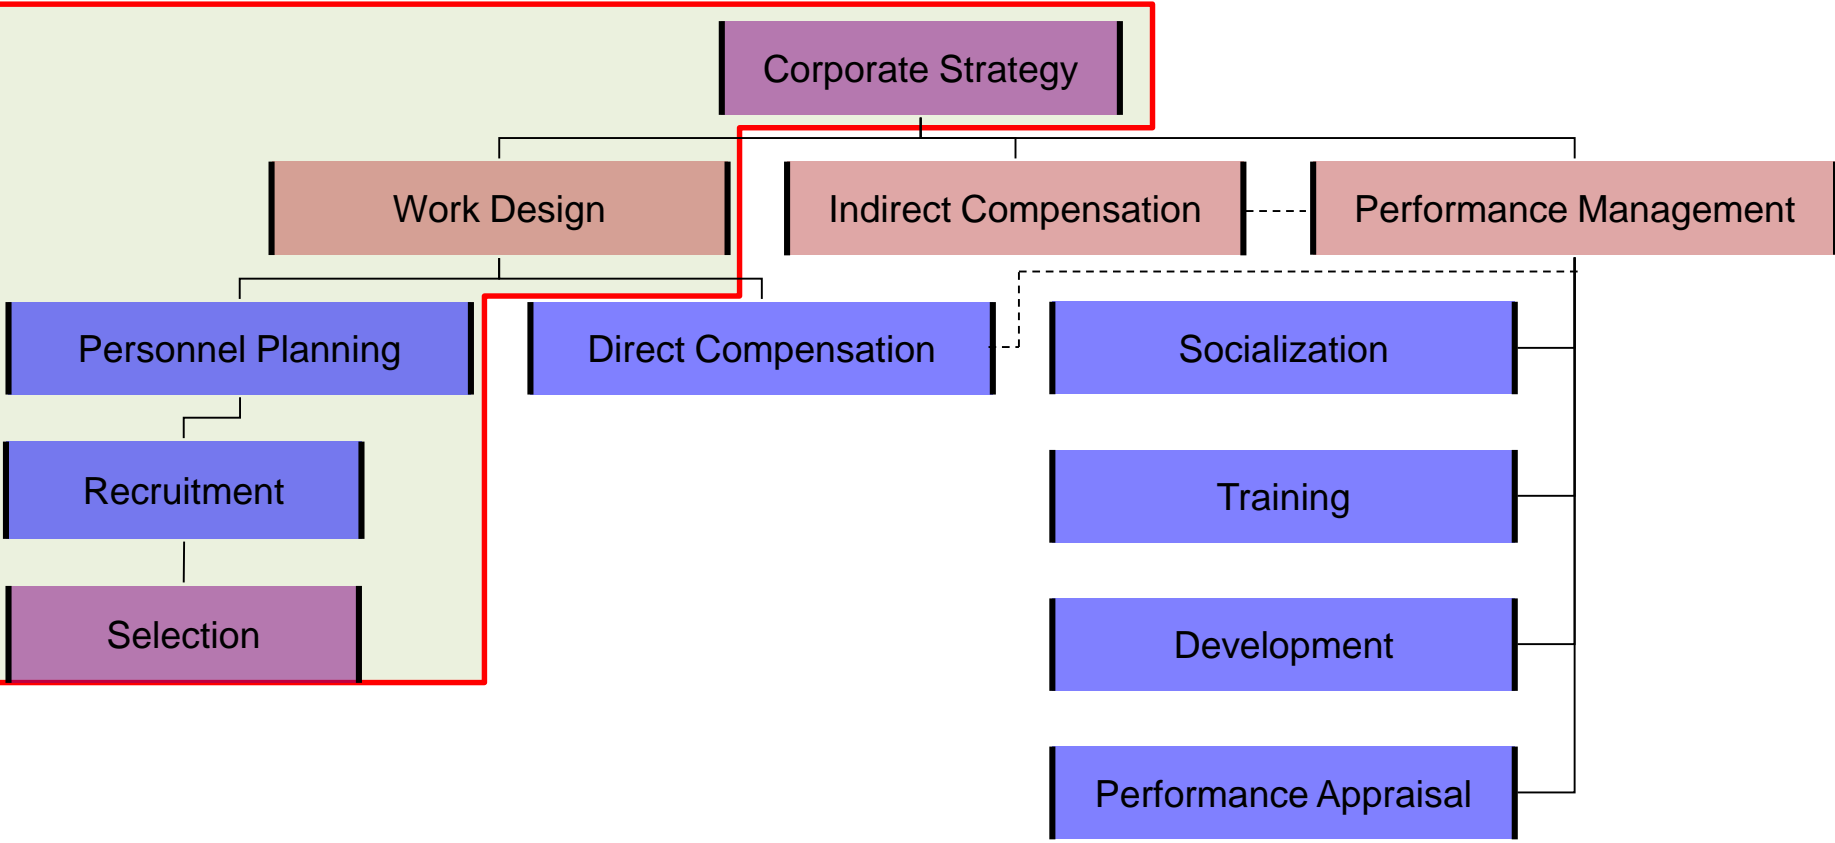 Corporate Strategy
Work Design
Indirect Compensation
Performance Management
Personnel Planning
Direct Compensation
Socialization
Recruitment
Training
Selection
Development
Performance Appraisal